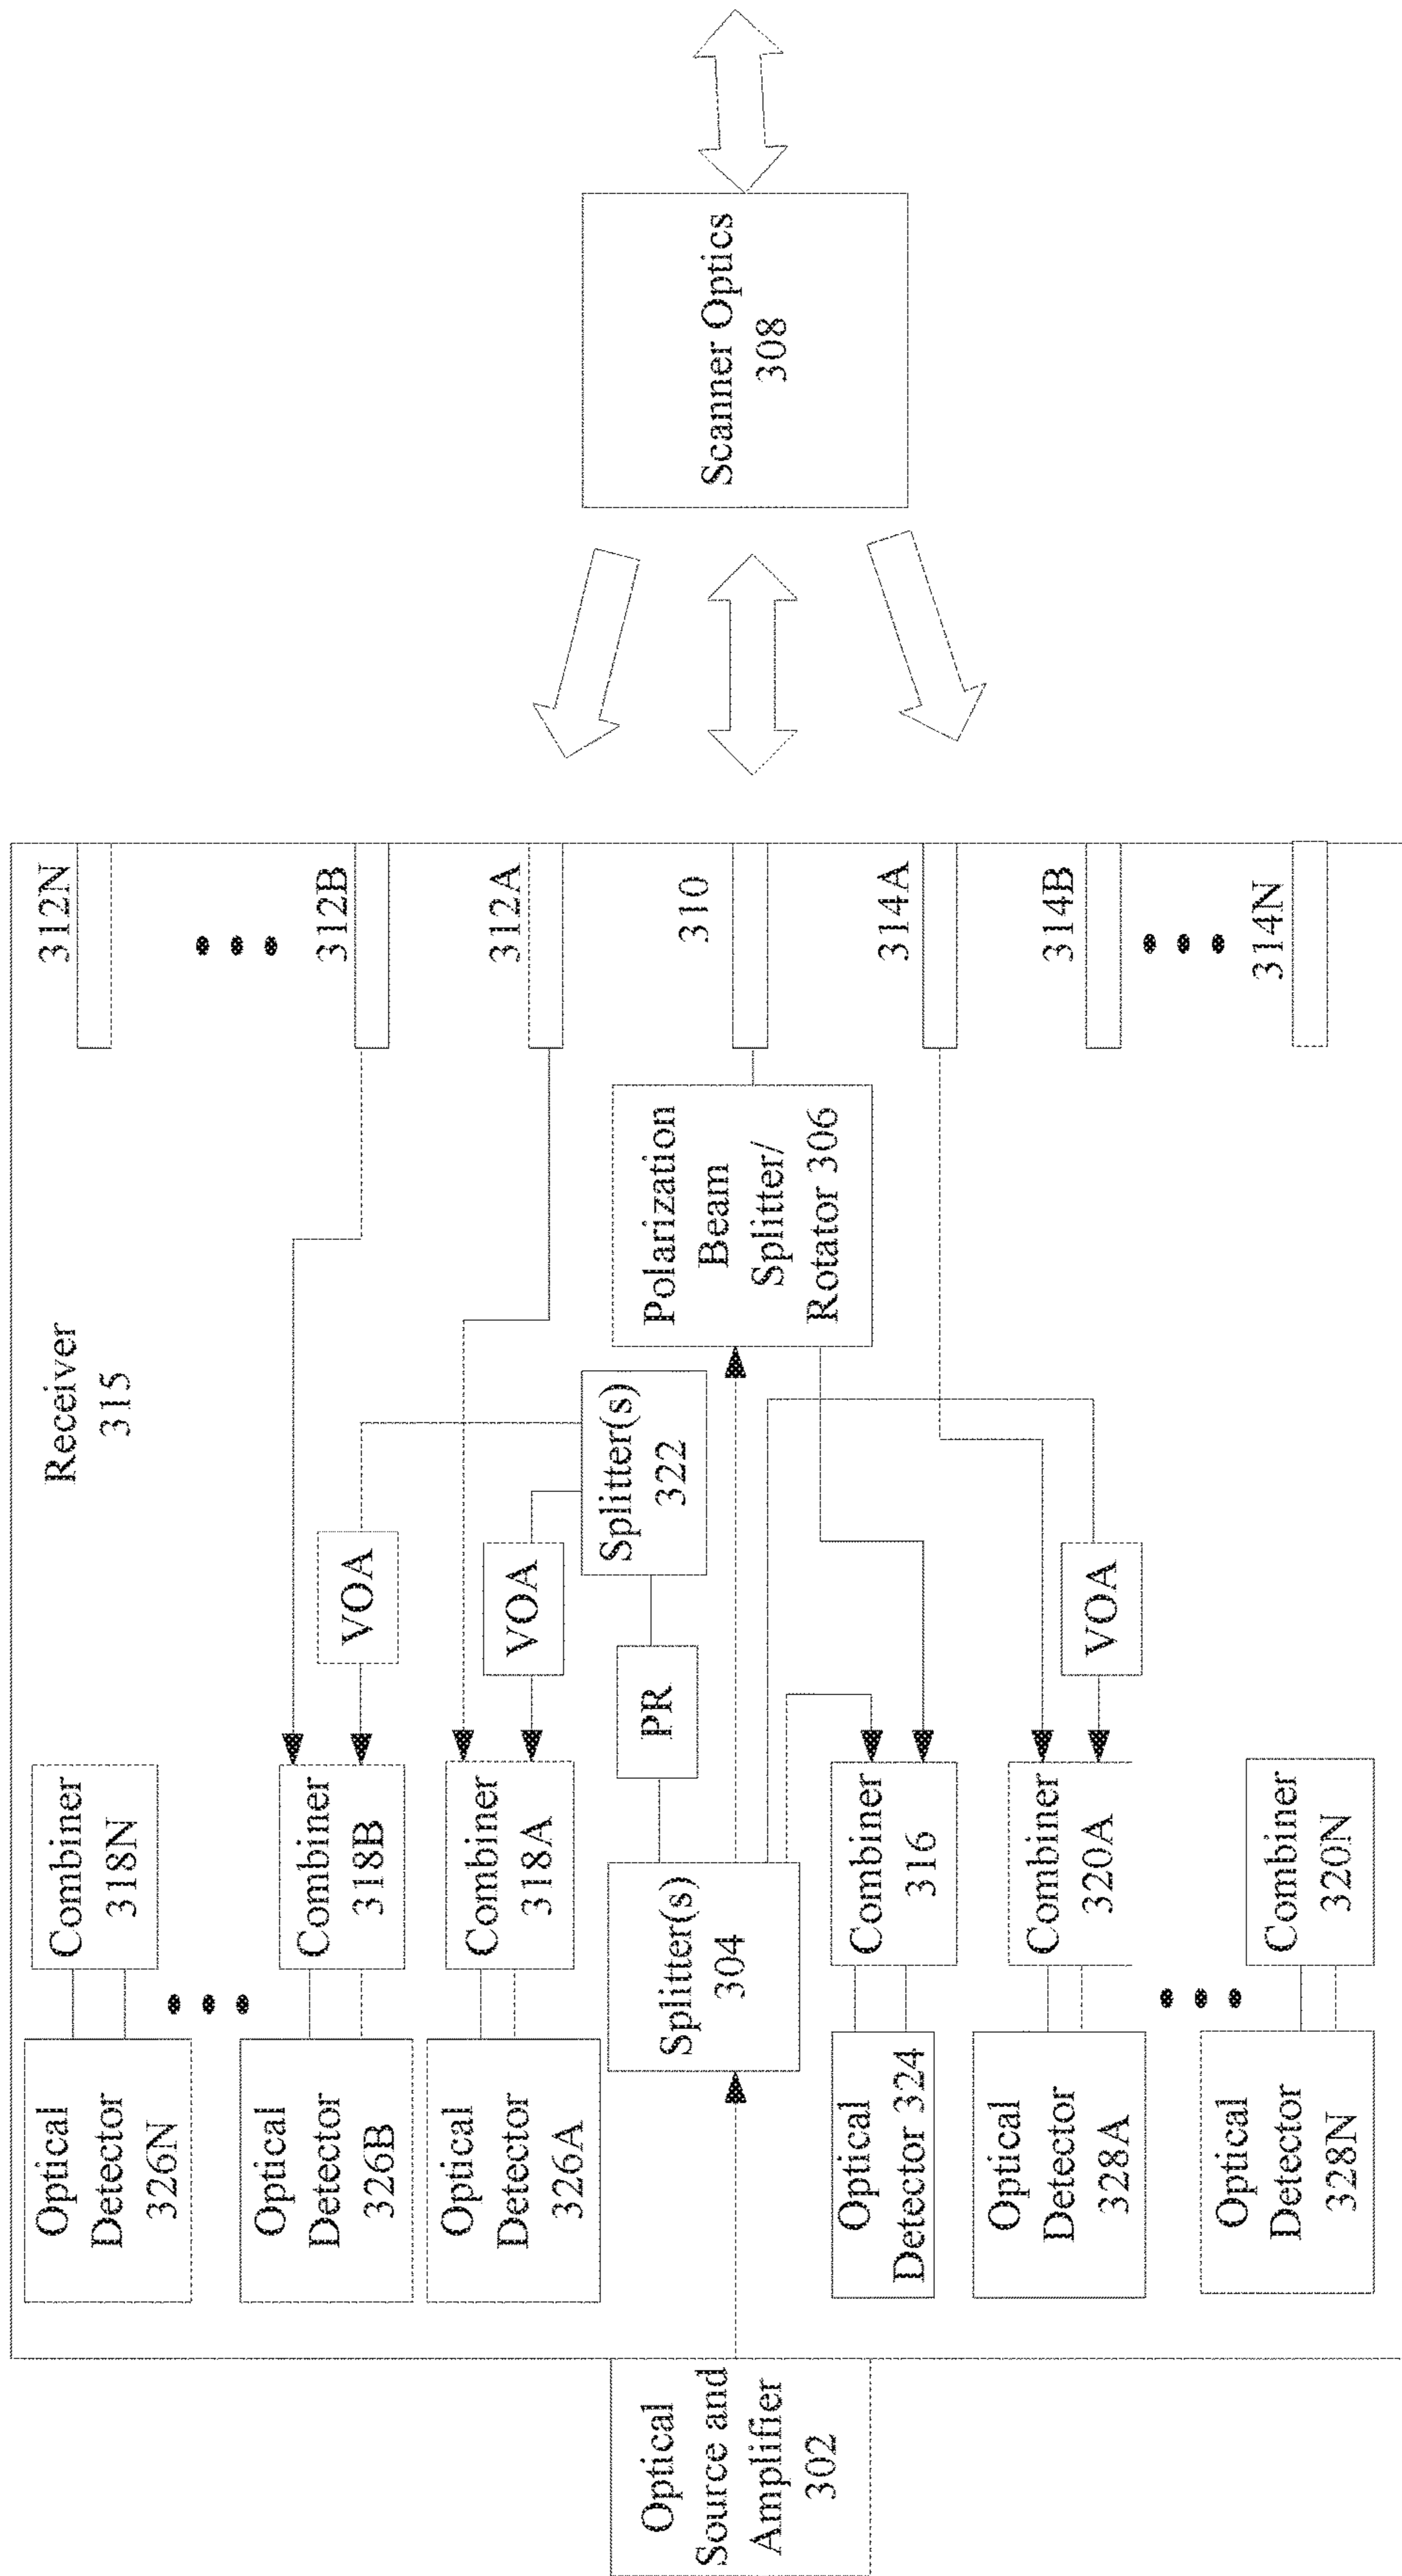 Receiver
315
Optical
Detector
326N
Combiner
318N
312N
Optical
Detector
326B
Combiner
318B
VOA
312B
Optical
Detector
326A
Combiner
318A
VOA
312A
Optical
Source and
Amplifier
302
Splitter(s)
304
PR
Splitter(s)
322
Polarization
Beam
Splitter/
Rotator 306
310
Scanner Optics
308
Optical
Detector 324
Combiner
316
314A
Optical
Detector
328A
Combiner
320A
VOA
314B
Optical
Detector
328N
Combiner
320N
314N